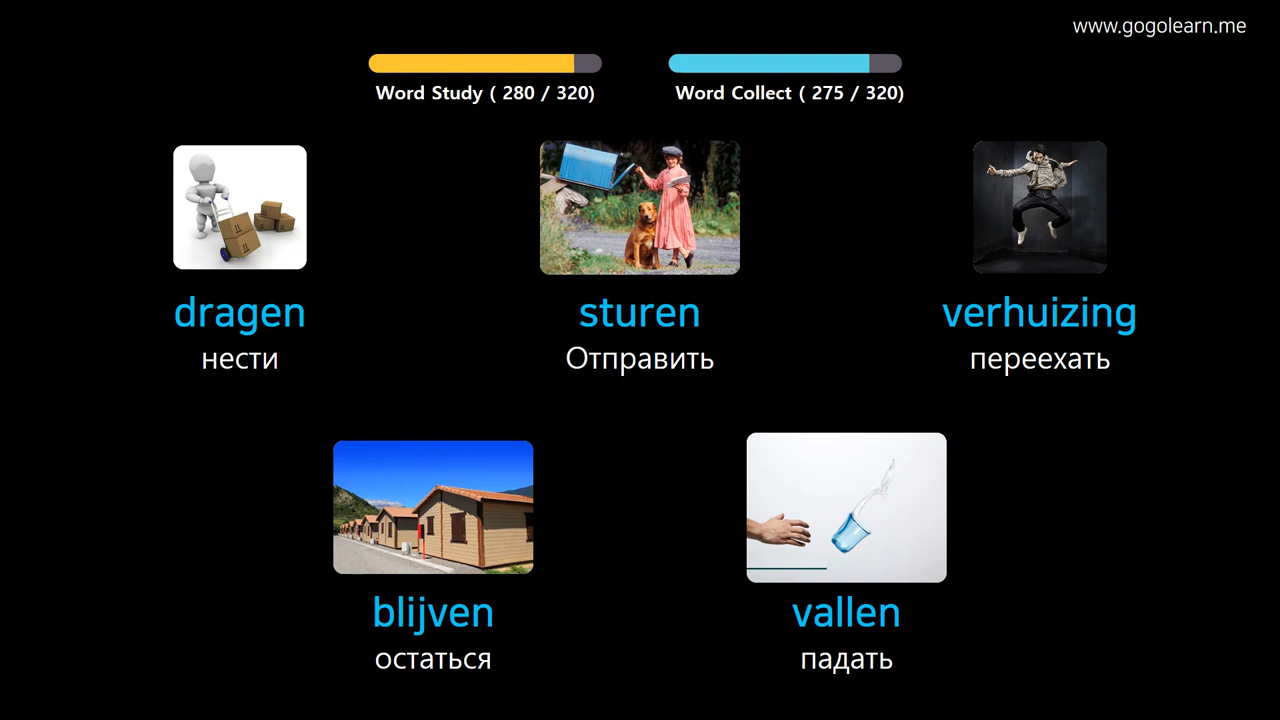 www.gogolearn.me
Word Study ( 280 / 320)
Word Collect ( 275 / 320)
dragen
нести
sturen
Отправить
verhuizing
переехать
blijven
остаться
vallen
падать